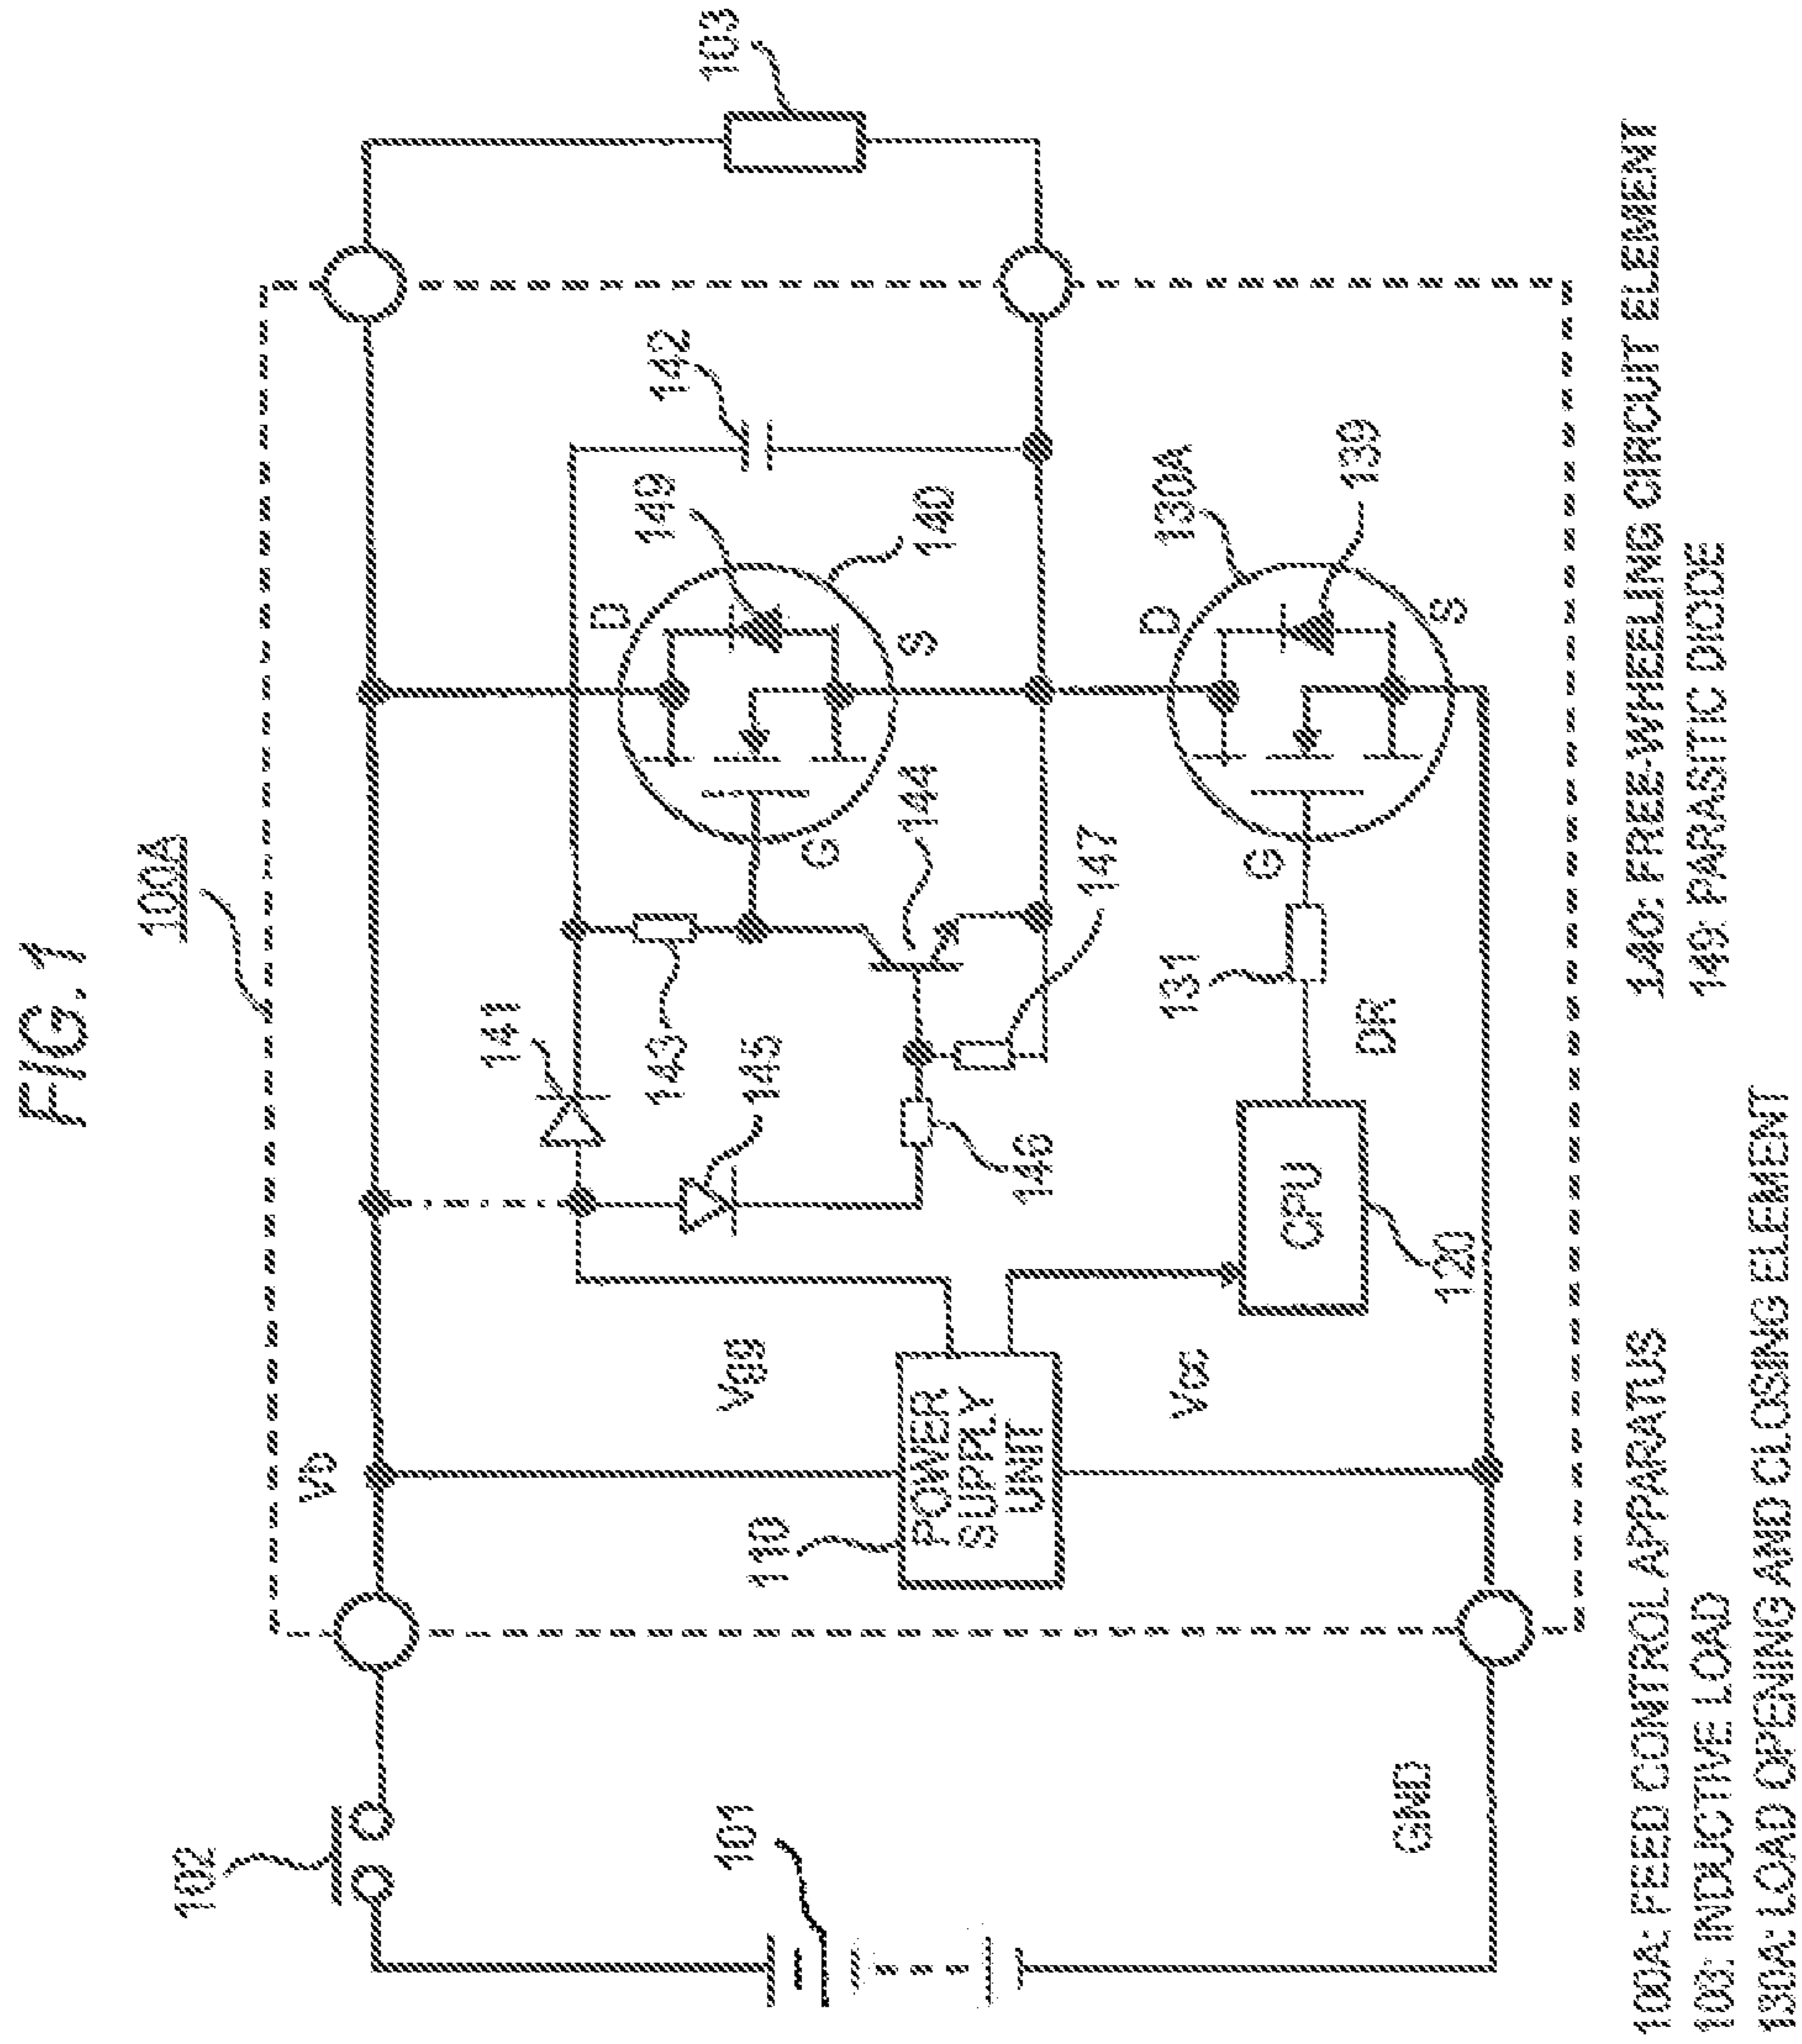 FIG. 1
100A
102
101
GND
Vb
110
POWER
SUPPLY
UNIT
Vgg
Vcc
141
143
145
146
147
144
CPU
120
DR
131
G
D
S
149
140
142
G
D
S
130A
139
103
100A: FEED CONTROL APPARATUS
103: INDUCTIVE LOAD
130A: LOAD OPENING AND CLOSING ELEMENT
140: FREE-WHEELING CIRCUIT ELEMENT
149: PARASITIC DIODE